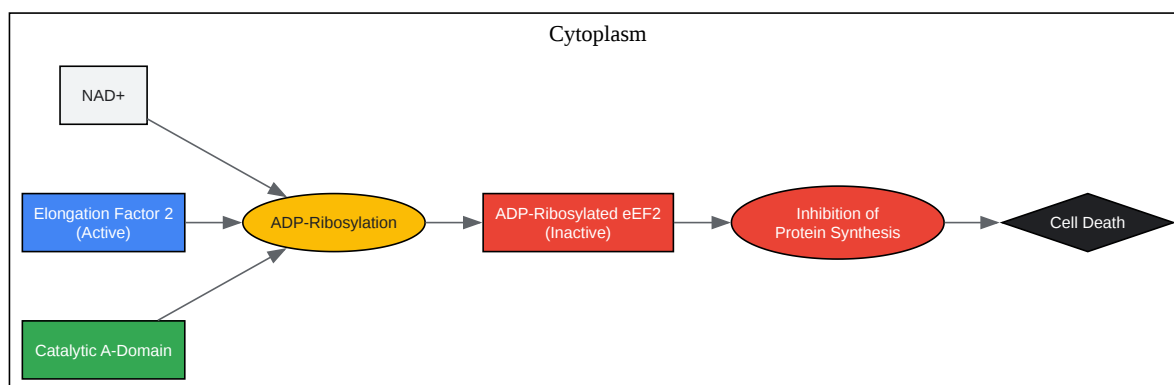 Cytoplasm
NAD+
Elongation Factor 2
(Active)
ADP-Ribosylation
ADP-Ribosylated eEF2
(Inactive)
Inhibition of
Protein Synthesis
Cell Death
Catalytic A-Domain